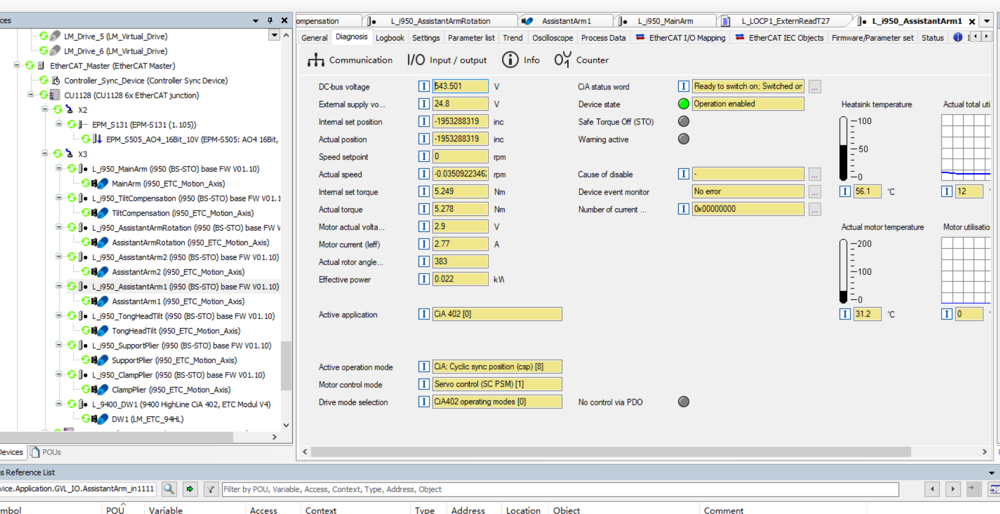 ces
LM_Drive_5 (LM_Virtual_Drive)
LM_Drive_6 (LM_Virtual_Drive)
EtherCAT_Master (EtherCAT Master)
Controller_Sync_Device (Controller Sync Device)
CU1128 (CU1128 6x EtherCAT junction)
X2
EPM_S131 (EPM-S131 (1.105))
EPM_S505_AO4_16Bit_10V (EPM-S505: AO4 16Bit,
X3
L_i950_MainArm (i950 (BS-STO) base FW V01.10)
MainArm (i950_ETC_Motion_Axis)
L_i950_TiltCompensation (i950 (BS-STO) base FW V01.1
TiltCompensation (i950_ETC_Motion_Axis)
L_i950_AssistantArmRotation (i950 (BS-STO) base FW V
AssistantArmRotation (i950_ETC_Motion_Axis)
L_i950_AssistantArm2 (i950 (BS-STO) base FW V01.10)
AssistantArm2 (i950_ETC_Motion_Axis)
L_i950_AssistantArm1 (i950 (BS-STO) base FW V01.10)
AssistantArm1 (i950_ETC_Motion_Axis)
L_i950_TongHeadTilt (i950 (BS-STO) base FW V01.10)
TongHeadTilt (i950_ETC_Motion_Axis)
L_i950_SupportPlier (i950 (BS-STO) base FW V01.10)
SupportPlier (i950_ETC_Motion_Axis)
L_i950_ClampPlier (i950 (BS-STO) base FW V01.10)
ClampPlier (i950_ETC_Motion_Axis)
L_9400_DW1 (9400 HighLine CiA 402, ETC Modul V4)
DW1 (LM_ETC_94HL)
Devices POUs
ompensation L_i950_AssistantArmRotation AssistantArm1 L_i950_MainArm L_LOCP1_ExternReadT27 L_i950_AssistantArm1
General Diagnosis Logbook Settings Parameter list Trend Oscilloscope Process Data EtherCAT I/O Mapping EtherCAT IEC Objects Firmware/Parameter set Status
Communication I/O Input / output Info Counter
DC-bus voltage 543.501 V
External supply vo... 24.8 V
Internal set position -1953288319 inc
Actual position -1953288319 inc
Speed setpoint 0 rpm
Actual speed -0.0350922346 rpm
Internal set torque 5.249 Nm
Actual torque 5.278 Nm
Motor actual volta... 2.9 V
Motor current (Ieff) 2.77 A
Actual rotor angle... 383
Effective power 0.022 kW
Active application CiA 402 [0]
Active operation mode CiA: Cyclic sync position (csp) [8]
Motor control mode Servo control (SC PSM) [1]
Drive mode selection CiA402 operating modes [0]
CiA status word Ready to switch on; Switched on ...
Device state Operation enabled
Safe Torque Off (STO)
Warning active
Cause of disable - ...
Device event monitor No error ...
Number of current ... 0x00000000 ...
No control via PDO
Heatsink temperature
100
50
0
56.1 °C
Actual total uti
12 °
Actual motor temperature
200
100
0
31.2 °C
Motor utilisatio
0 °
s Reference List
vice.Application.GVL_IO.AssistantArm_in1111 Filter by POU, Variable, Access, Context, Type, Address, Object
mbol POU Variable Access Context Type Address Location Object Comment